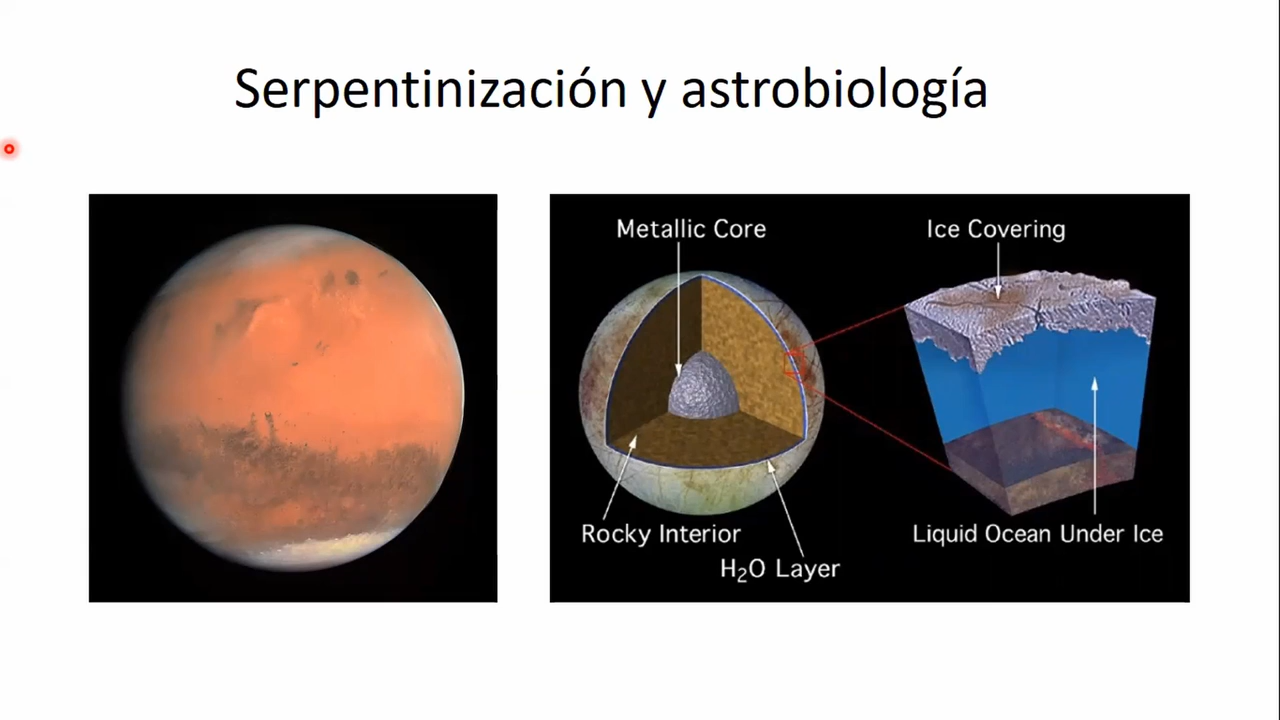 Serpentinización y astrobiología
Metallic Core
Ice Covering
Rocky Interior
H₂O Layer
Liquid Ocean Under Ice